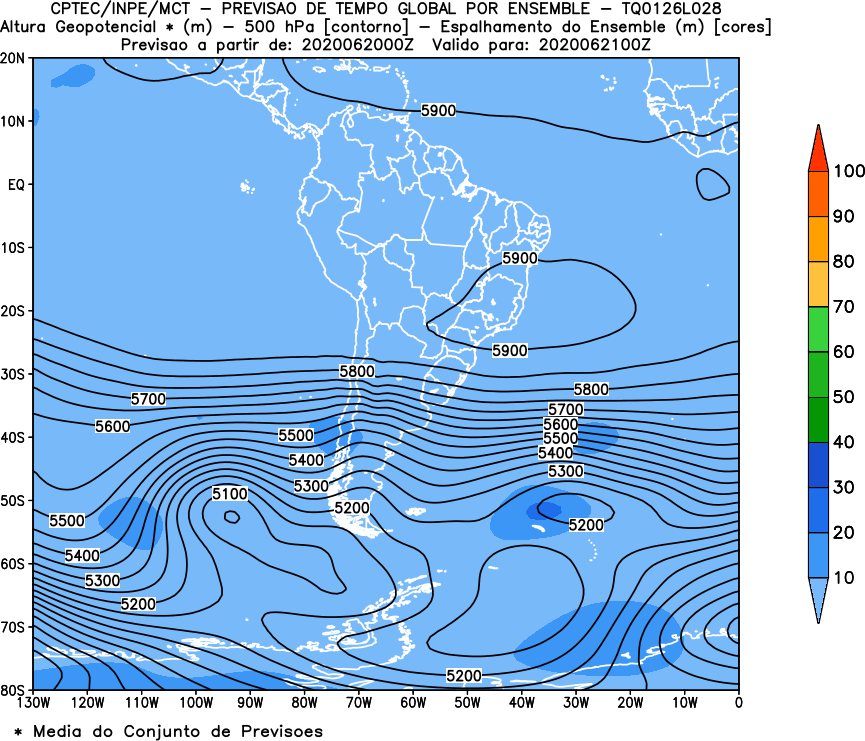 CPTEC/INPE/MCT - PREVISAO DE TEMPO GLOBAL POR ENSEMBLE - TQ0126L028
Altura Geopotencial * (m) - 500 hPa [contorno] - Espalhamento do Ensemble (m) [cores]
Previsao a partir de: 2020062000Z Valido para: 2020062100Z
20N
5900
10N
EQ
10S
5900
20S
5900
30S
5800
5800
5700
5700
5600
5600
5500
5500
40S
5400
5400
5300
5300
5100
50S
5200
5500
5200
5400
60S
5300
5200
70S
5200
80S
130W 120W 110W 100W 90W 80W 70W 60W 50W 40W 30W 20W 10W 0
100
90
80
70
60
50
40
30
20
10
* Media do Conjunto de Previsoes